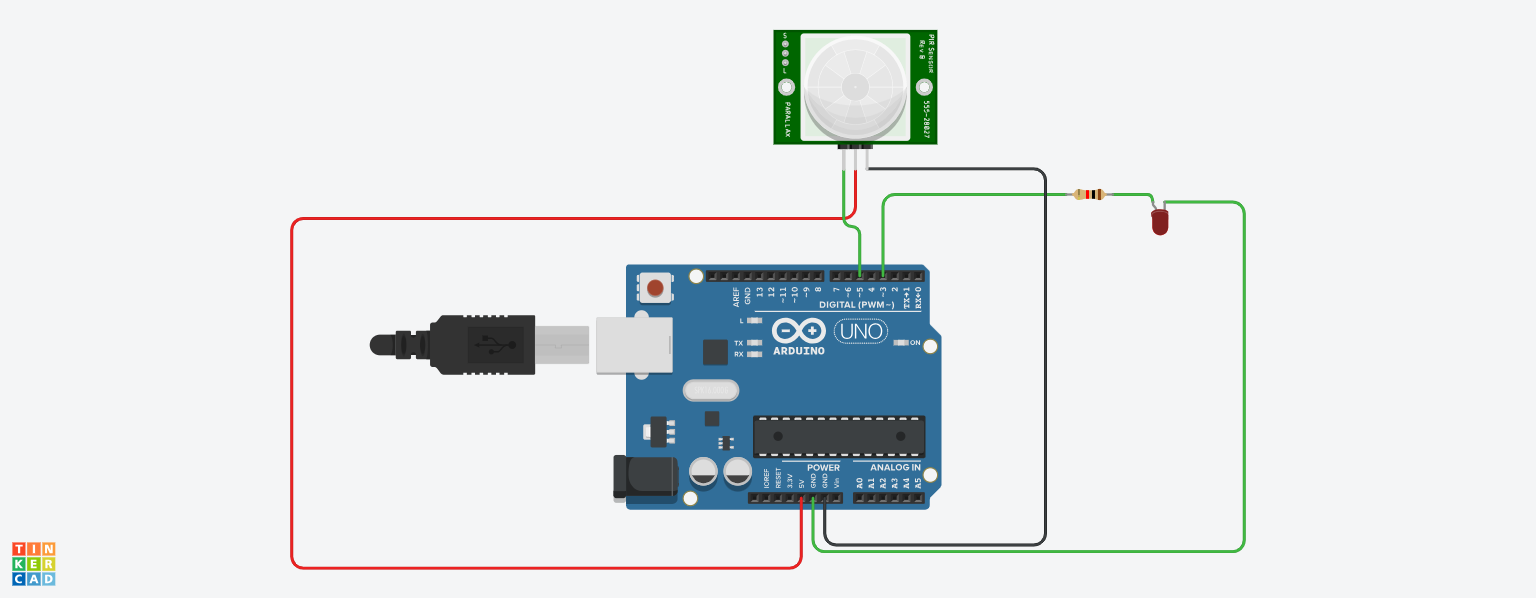 S
L
PARALLAX
PIR SENSOR
REV B
555-28027
AREF
GND
13
12
~11
~10
~9
8
7
~6
~5
4
~3
2
TX→1
RX←0
DIGITAL (PWM~)
L
TX
RX
ARDUINO
UNO
ON
POWER
ANALOG IN
IOREF
RESET
3.3V
5V
GND
GND
Vin
A0
A1
A2
A3
A4
A5
TIN
KER
CAD